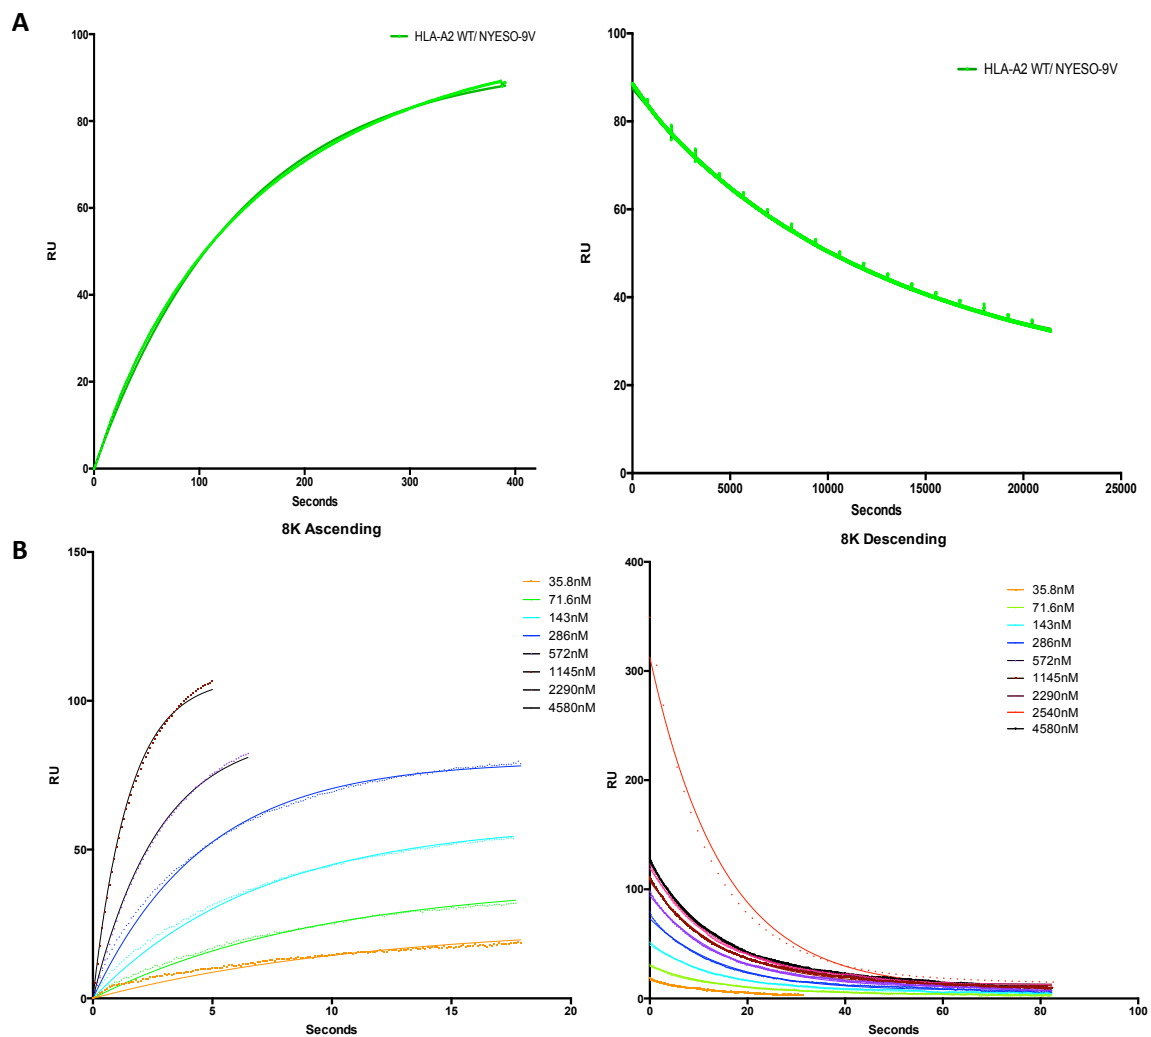 A
HLA-A2 WT/ NYESO-9V
100
80
60
40
20
0
RU
0 100 200 300 400
Seconds
HLA-A2 WT/ NYESO-9V
100
80
60
40
20
0
RU
0 5000 10000 15000 20000 25000
Seconds
B
8K Ascending
150
100
50
0
RU
35.8nM
71.6nM
143nM
286nM
572nM
1145nM
2290nM
4580nM
0 5 10 15 20
Seconds
8K Descending
400
300
200
100
0
RU
35.8nM
71.6nM
143nM
286nM
572nM
1145nM
2290nM
2540nM
4580nM
0 20 40 60 80 100
Seconds